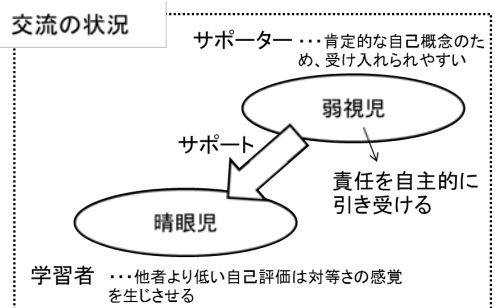 交流の状況
サポーター ・・・肯定的な自己概念のた
め、受け入れられやすい
弱視児
サポート
責任を自主的に
引き受ける
晴眼児
学習者 ・・・他者より低い自己評価は対等さの感覚
を生じさせる